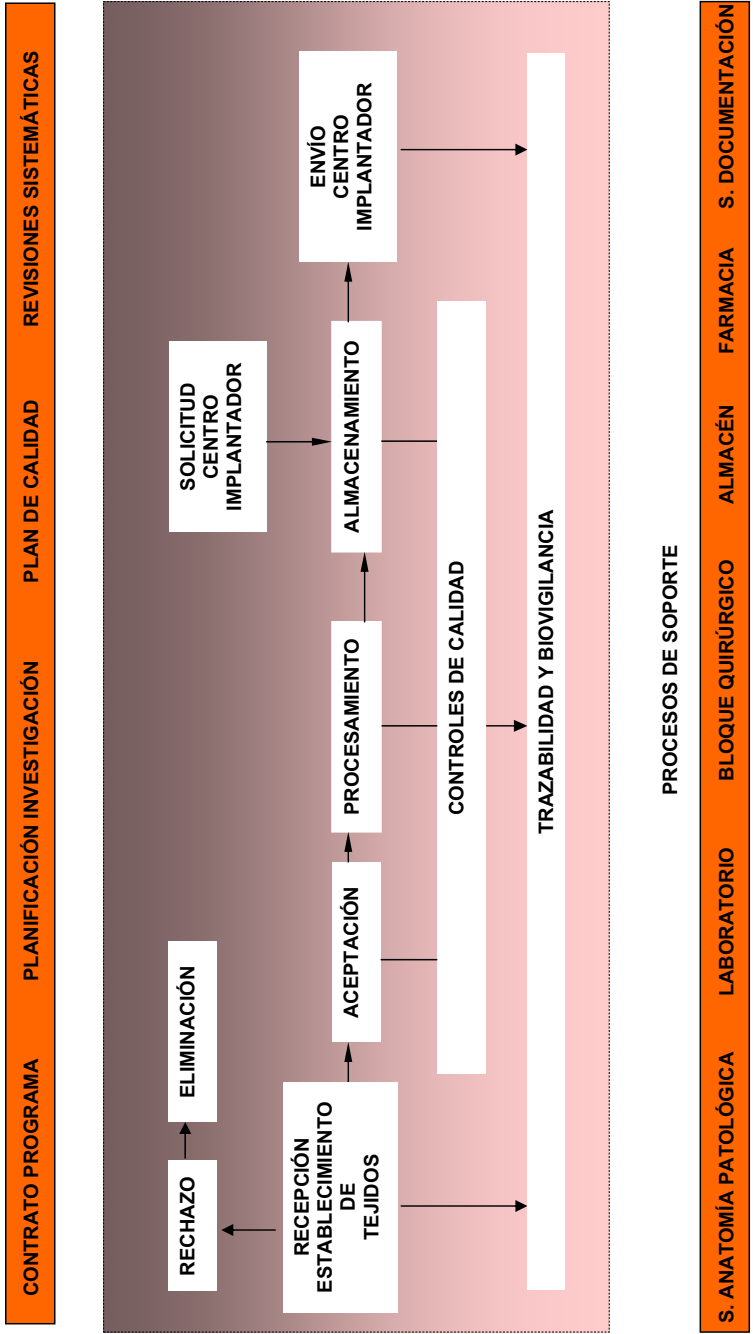 CONTRATO PROGRAMA PLANIFICACIÓN INVESTIGACIÓN PLAN DE CALIDAD REVISIONES SISTEMÁTICAS
RECHAZO
ELIMINACIÓN
SOLICITUD
CENTRO
IMPLANTADOR
RECEPCIÓN
ESTABLECIMIENTO
DE
TEJIDOS
ACEPTACIÓN
PROCESAMIENTO
ALMACENAMIENTO
ENVÍO
CENTRO
IMPLANTADOR
CONTROLES DE CALIDAD
TRAZABILIDAD Y BIOVIGILANCIA
PROCESOS DE SOPORTE
S. ANATOMÍA PATOLÓGICA LABORATORIO BLOQUE QUIRÚRGICO ALMACÉN FARMACIA S. DOCUMENTACIÓN